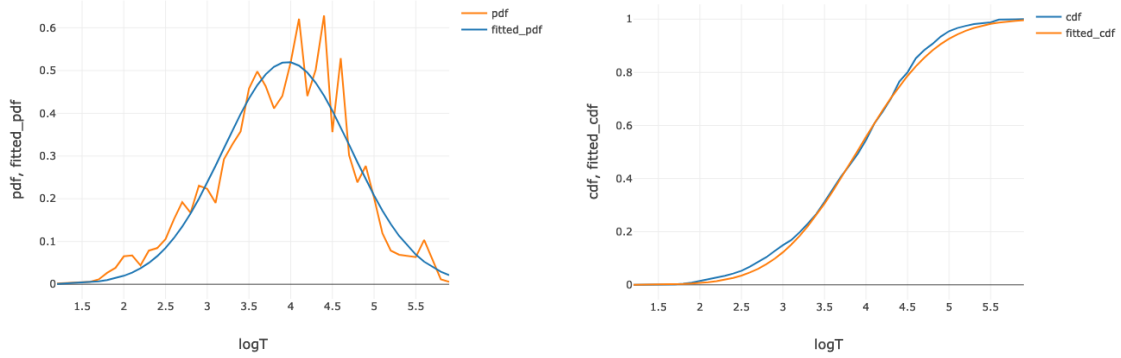 pdf
fitted_pdf
0.6
0.5
0.4
0.3
0.2
0.1
0
pdf, fitted_pdf
1.5 2 2.5 3 3.5 4 4.5 5 5.5
logT
cdf
fitted_cdf
1
0.8
0.6
0.4
0.2
0
cdf, fitted_cdf
1.5 2 2.5 3 3.5 4 4.5 5 5.5
logT